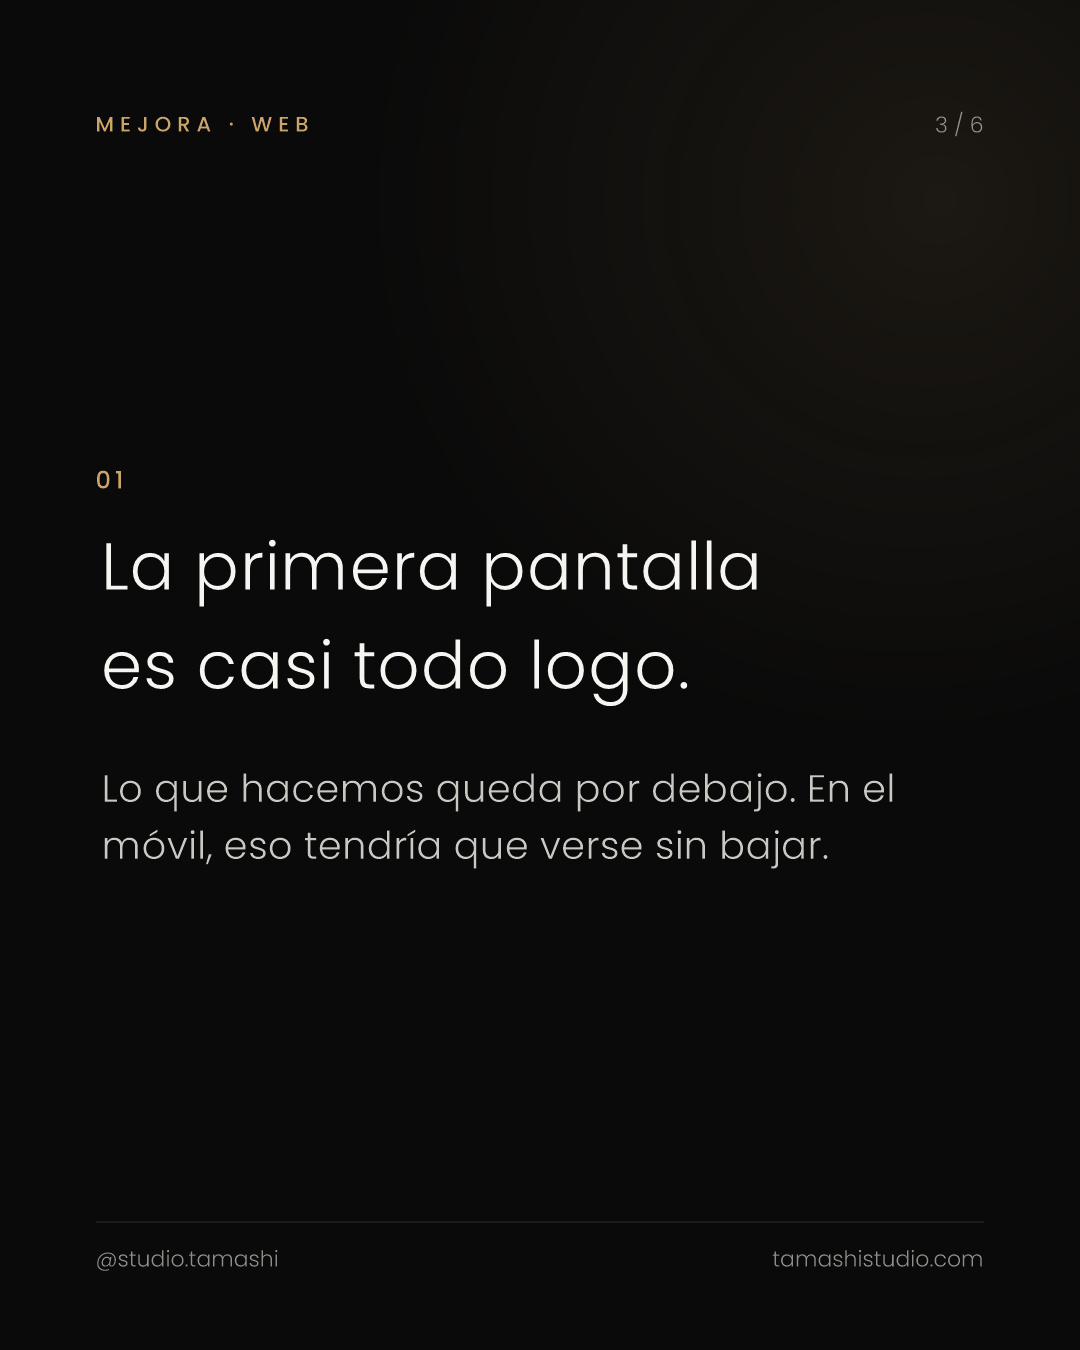 MEJORA · WEB
3 / 6
01
La primera pantalla
es casi todo logo.
Lo que hacemos queda por debajo. En el
móvil, eso tendría que verse sin bajar.
@studio.tamashi
tamashistudio.com